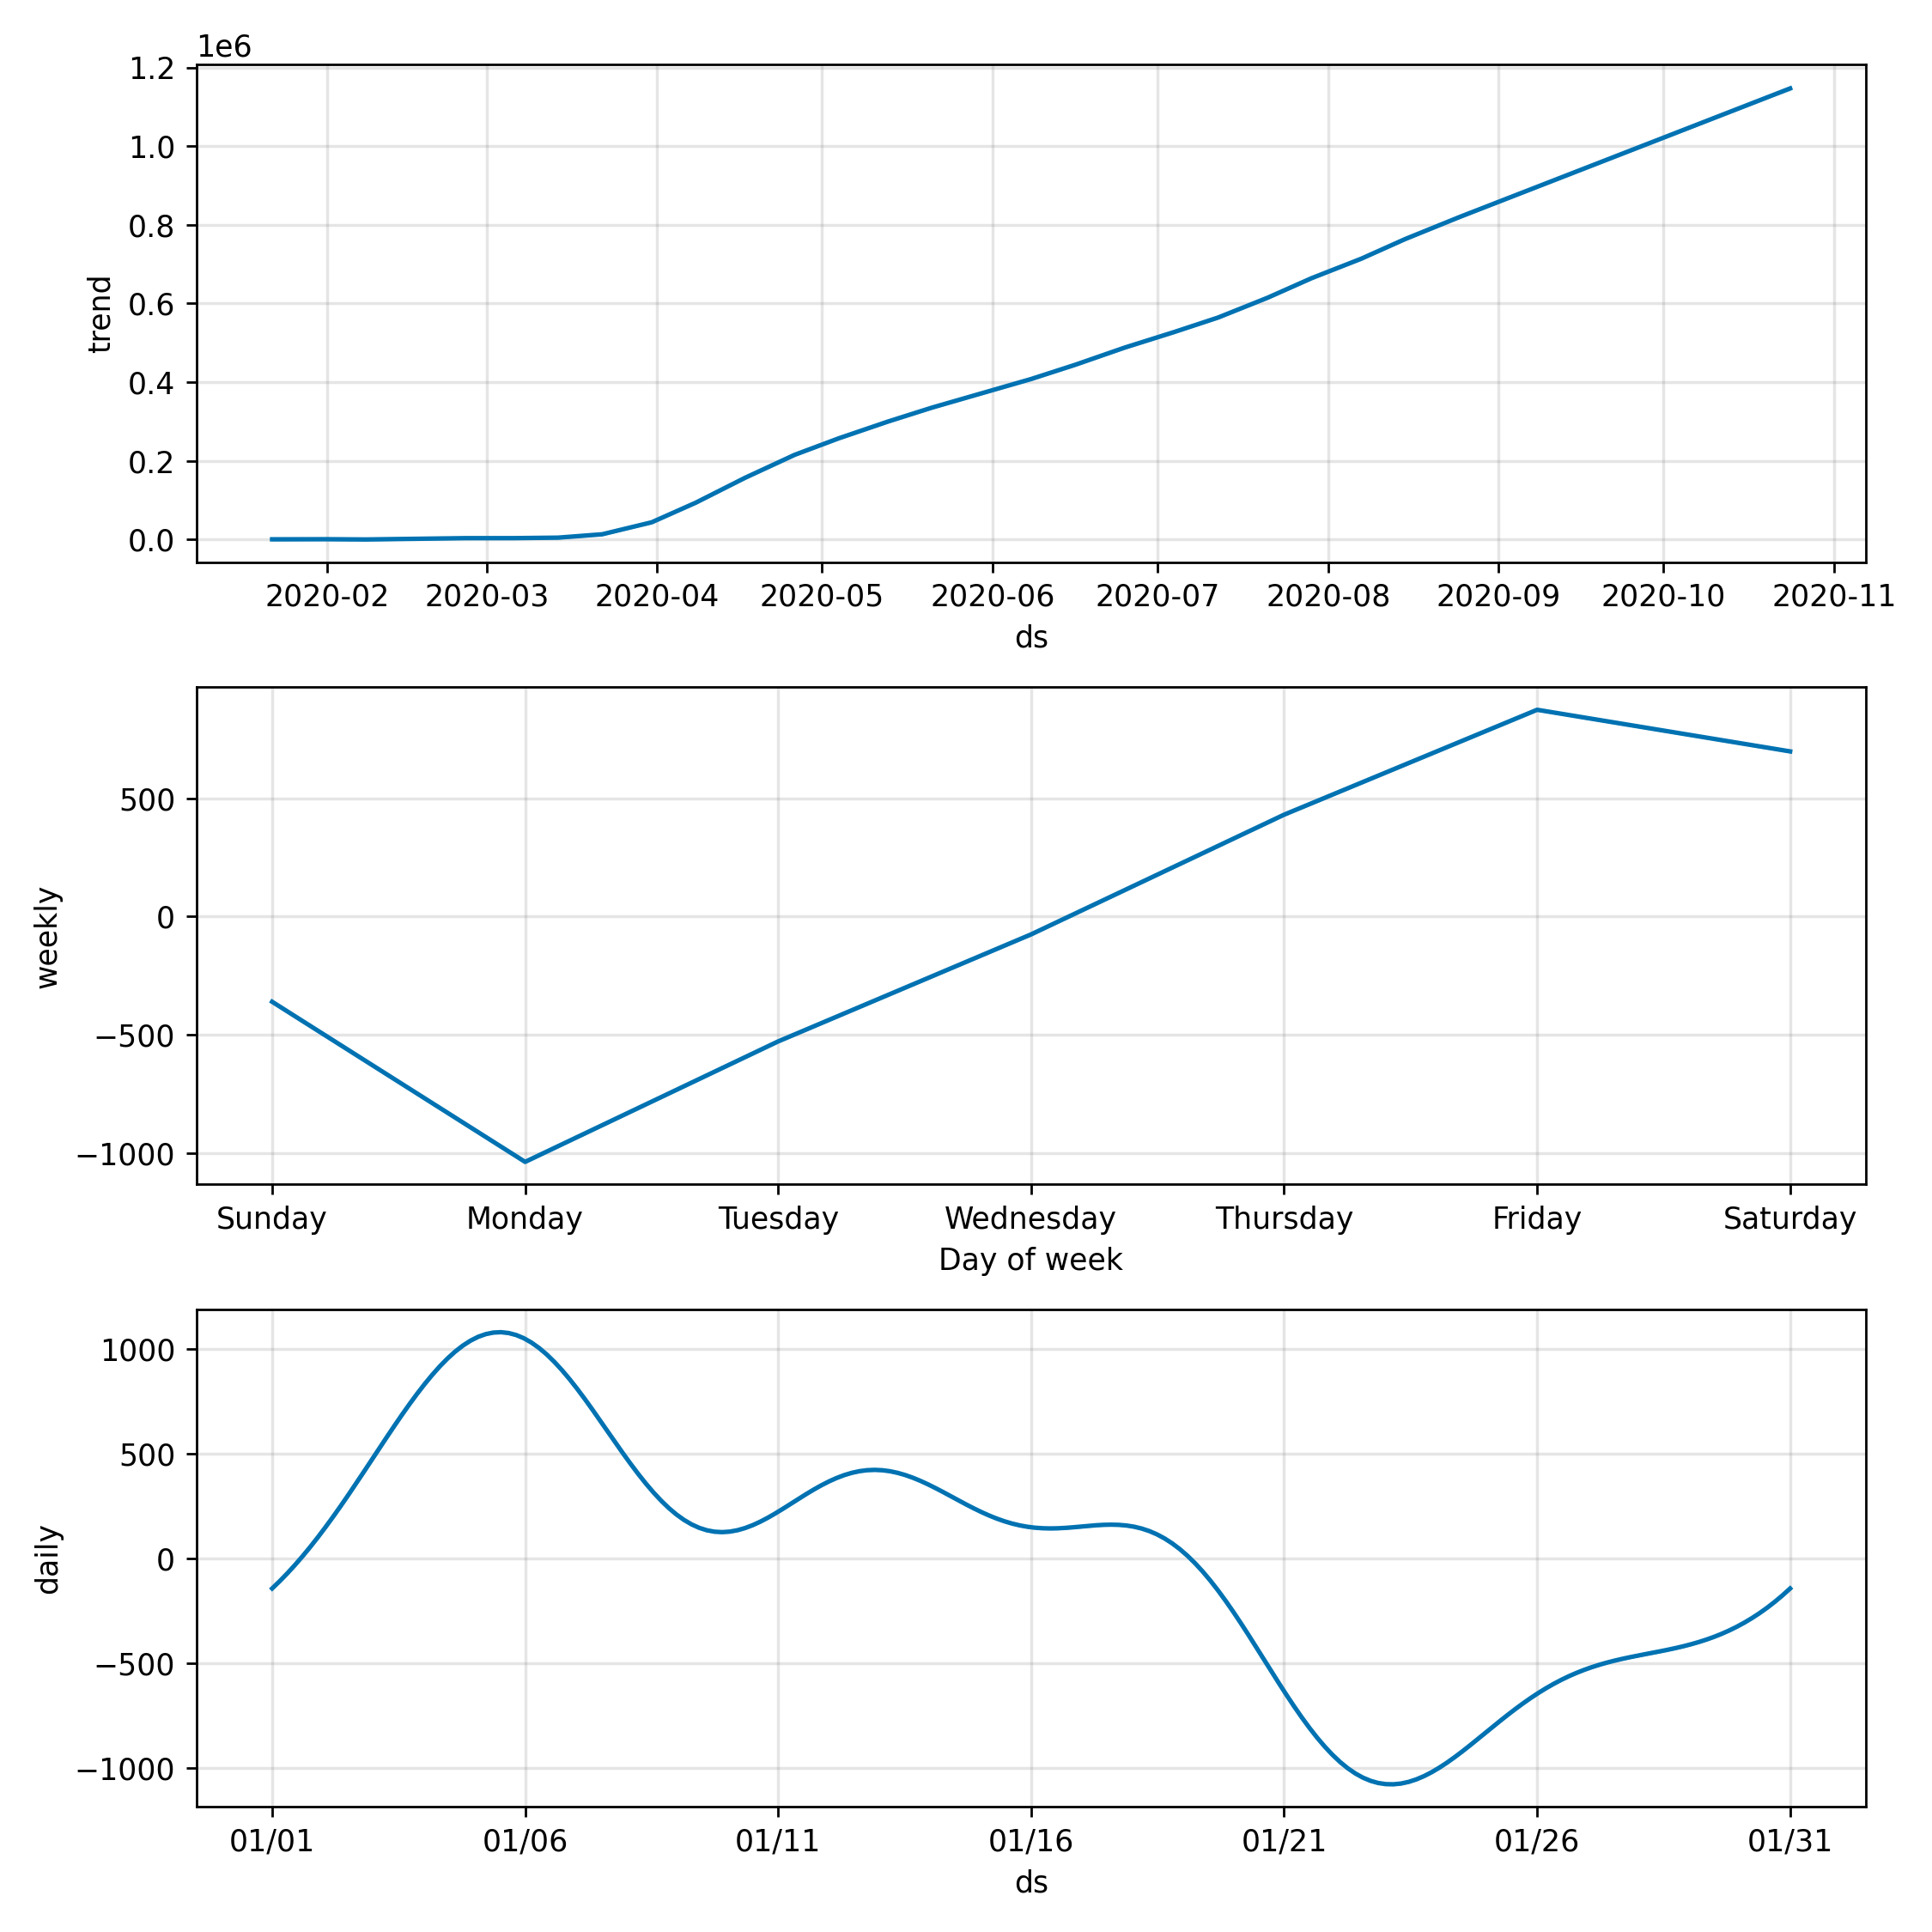 1e6
1.2
1.0
0.8
0.6
0.4
0.2
0.0
trend
2020-02 2020-03 2020-04 2020-05 2020-06 2020-07 2020-08 2020-09 2020-10 2020-11
ds
500
0
−500
−1000
weekly
Sunday Monday Tuesday Wednesday Thursday Friday Saturday
Day of week
1000
500
0
−500
−1000
daily
01/01 01/06 01/11 01/16 01/21 01/26 01/31
ds